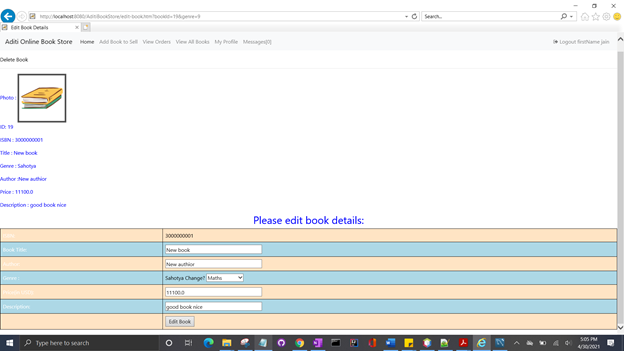 http://localhost:8080/AditiBookStore/edit-book.htm?bookId=19&genre=9
Search...
Edit Book Details
Aditi Online Book Store Home Add Book to Sell View Orders View All Books My Profile Messages[0] Logout firstName jain
Delete Book
Photo :
ID: 19
ISBN : 3000000001
Title : New book
Genre : Sahotya
Author :New authior
Price : 11100.0
Description : good book nice
Please edit book details:
3000000001
Book Title New book
Author New authior
Genre Sahotya Change? Maths
11100.0
Description good book nice
Edit Book
Type here to search
5:05 PM
4/30/2021